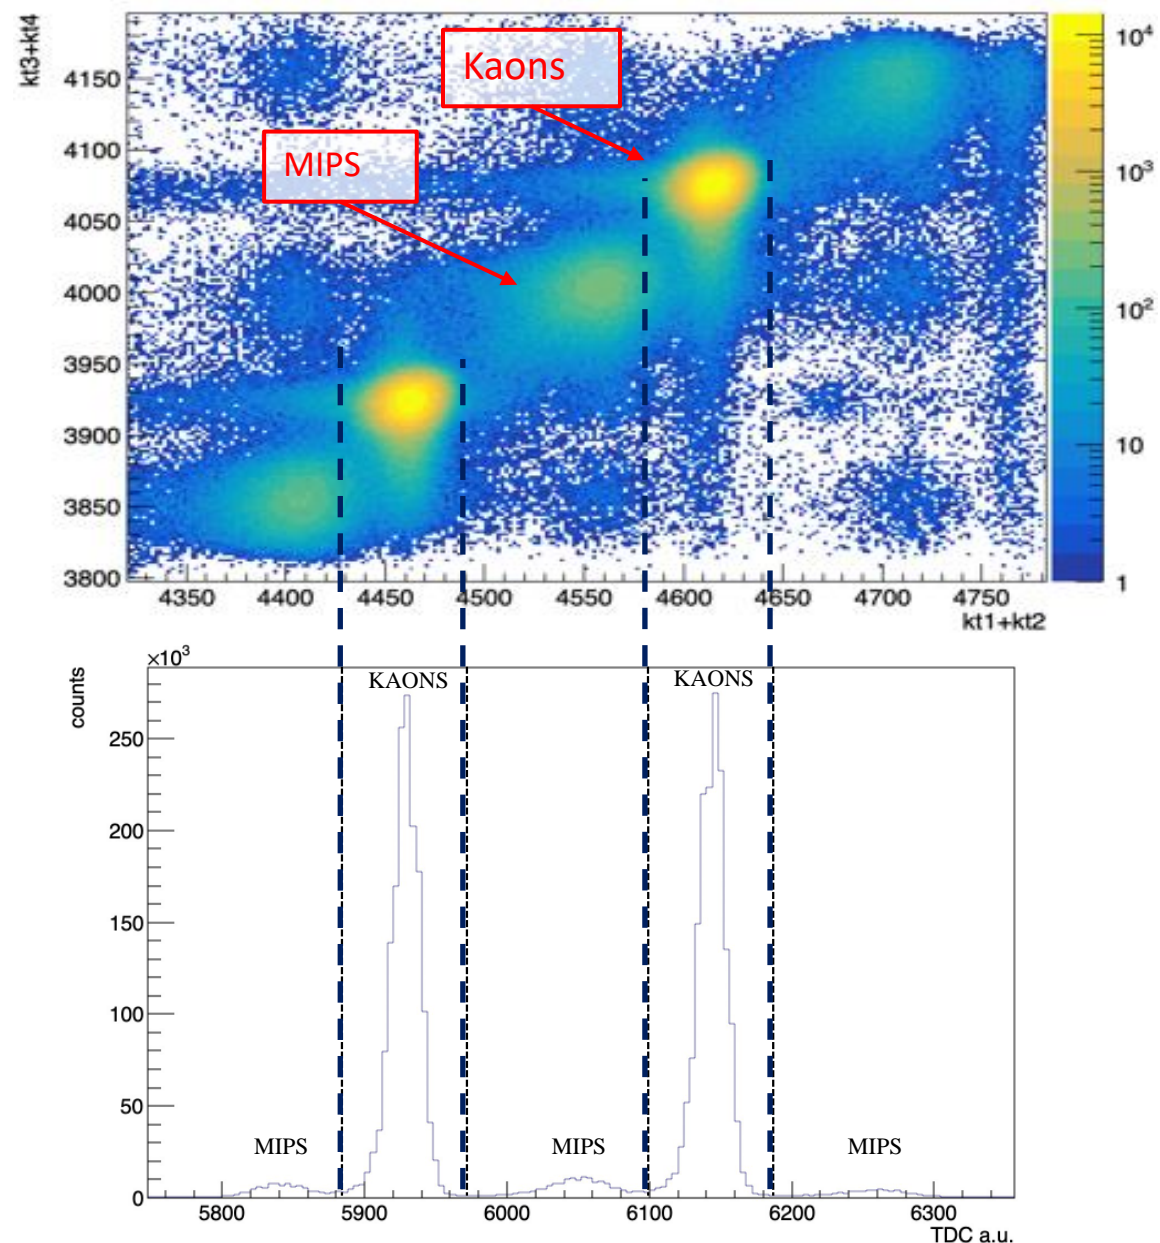 kt3+kt4
4150
4100
4050
4000
3950
3900
3850
3800
Kaons
MIPS
10⁴
10³
10²
10
1
4350 4400 4450 4500 4550 4600 4650 4700 4750
kt1+kt2
×10³
counts
KAONS KAONS
250
200
150
100
50
0
MIPS MIPS MIPS
5800 5900 6000 6100 6200 6300
TDC a.u.